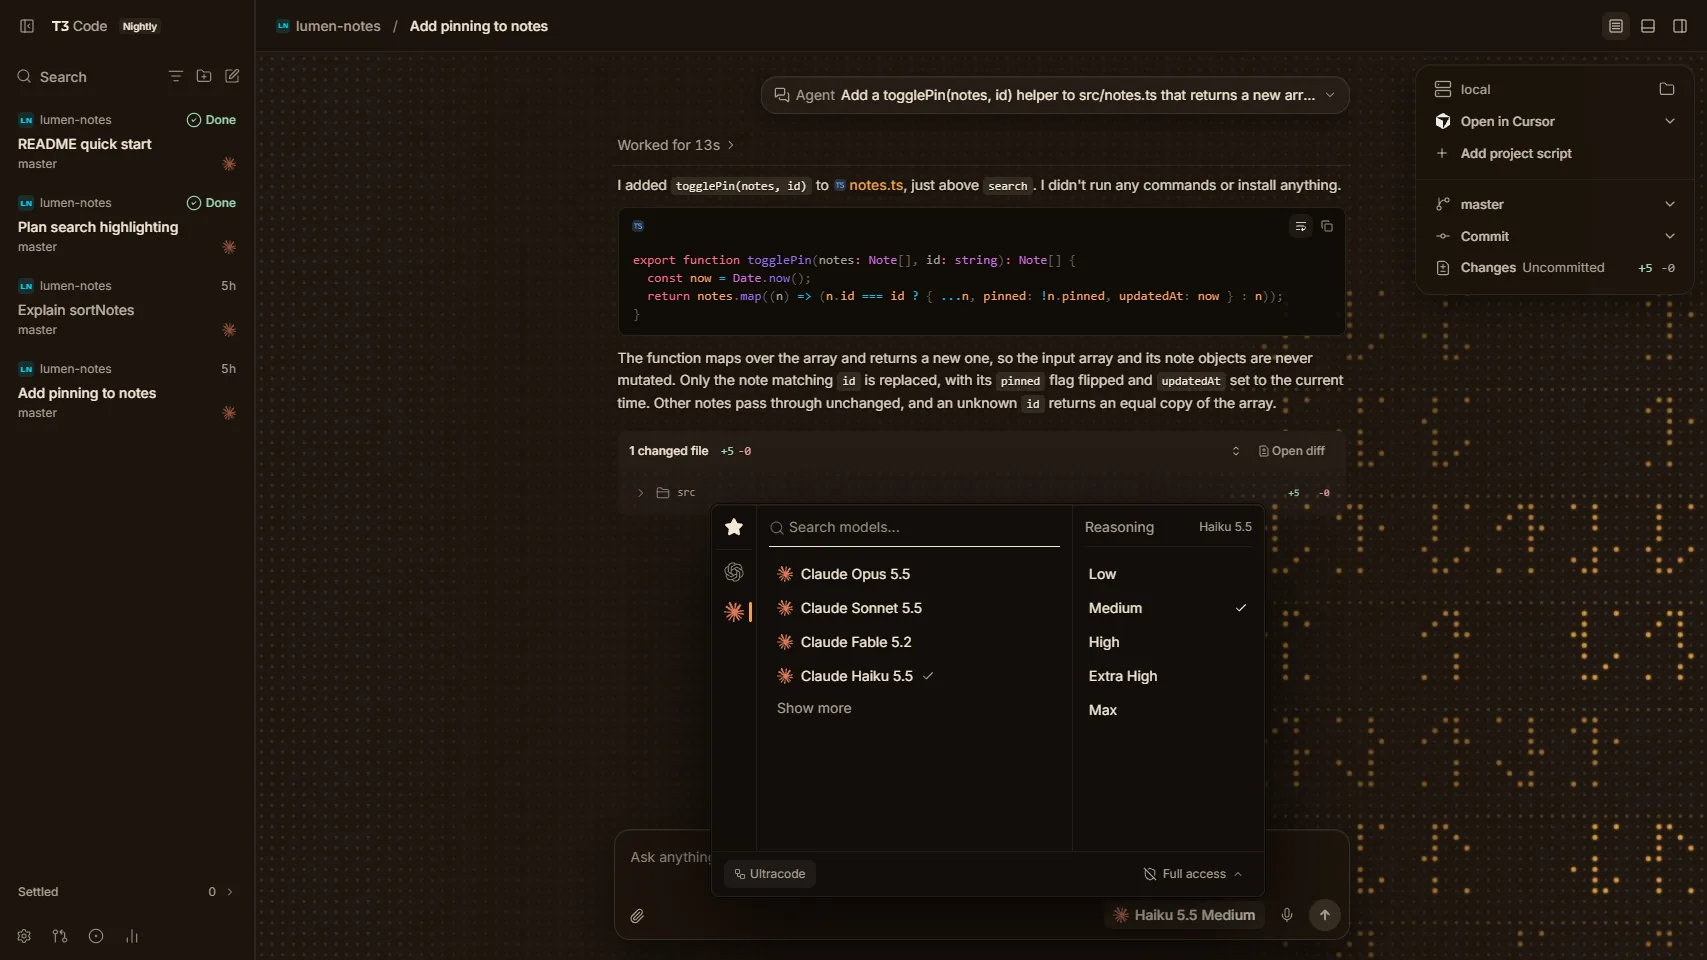 T3 Code Nightly
Search
LN lumen-notes Done
README quick start
master
LN lumen-notes Done
Plan search highlighting
master
LN lumen-notes 5h
Explain sortNotes
master
LN lumen-notes 5h
Add pinning to notes
master
Settled 0
LN lumen-notes / Add pinning to notes
Agent Add a togglePin(notes, id) helper to src/notes.ts that returns a new arr...
Worked for 13s
I added togglePin(notes, id) to TS notes.ts, just above search. I didn't run any commands or install anything.
TS
export function togglePin(notes: Note[], id: string): Note[] {
const now = Date.now();
return notes.map((n) => (n.id === id ? { ...n, pinned: !n.pinned, updatedAt: now } : n));
}
The function maps over the array and returns a new one, so the input array and its note objects are never
mutated. Only the note matching id is replaced, with its pinned flag flipped and updatedAt set to the current
time. Other notes pass through unchanged, and an unknown id returns an equal copy of the array.
1 changed file +5 -0 Open diff
src +5 -0
Search models...
Claude Opus 5.5
Claude Sonnet 5.5
Claude Fable 5.2
Claude Haiku 5.5
Show more
Reasoning Haiku 5.5
Low
Medium
High
Extra High
Max
Ultracode Full access
Ask anything
Haiku 5.5 Medium
local
Open in Cursor
Add project script
master
Commit
Changes Uncommitted +5 -0